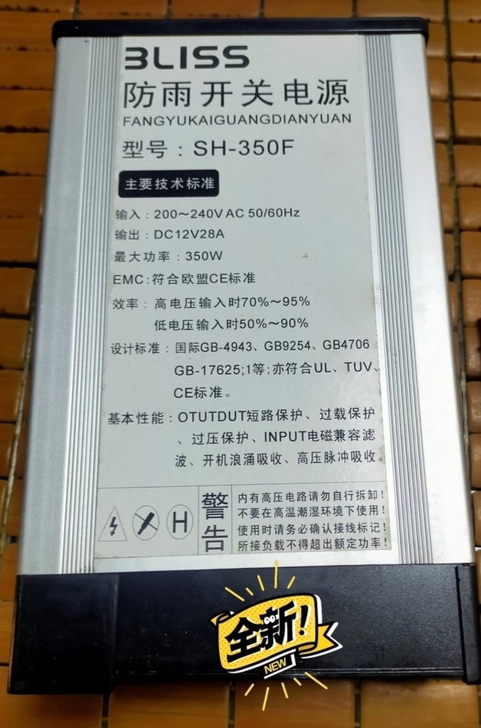 BLISS
防雨开关电源
FANGYUKAIGUANGDIANYUAN
型号：SH-350F
主要技术标准
输入：200～240V AC 50/60Hz
输出：DC12V28A
最大功率：350W
EMC:符合欧盟CE标准
效率：高电压输入时70%～95%
低电压输入时50%～90%
设计标准：国际GB-4943、GB9254、GB4706
GB-17625;1等;亦符合UL、TUV、
CE标准。
基本性能：OTUTDUT短路保护、过载保护
、过压保护、INPUT电磁兼容滤
波、开机浪涌吸收、高压脉冲吸收。
H
警告
内有高压电路请勿自行拆卸!
不要在高温潮湿环境下使用!
使用时请务必确认接线标记!
所接负载不得超出额定功率!
全新!
NEW